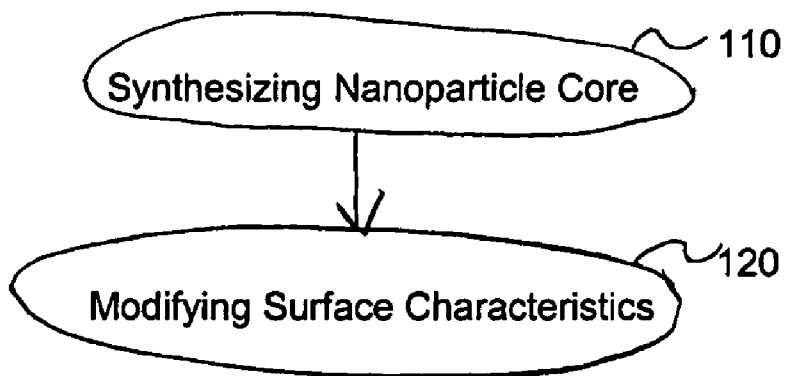 110
Synthesizing Nanoparticle Core
120
Modifying Surface Characteristics